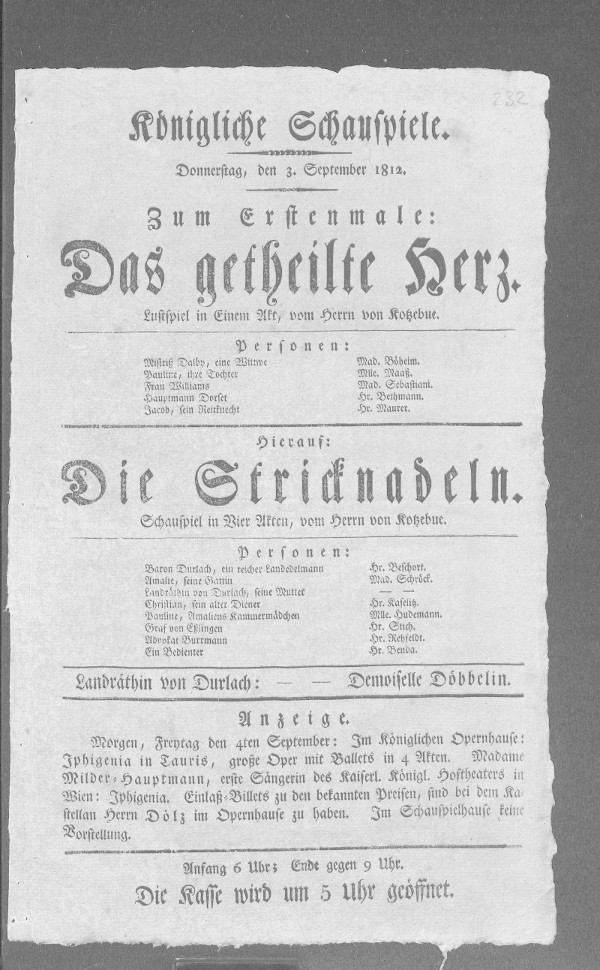 232
Königliche Schauspiele.
Donnerstag, den 3. September 1812.
Zum Erstenmale:
Das getheilte Herz.
Lustspiel in Einem Akt, vom Herrn von Kotzebue.
Personen:
Mistriß Dalby, eine Wittwe Mad. Böheim.
Pauline, ihre Tochter Mlle. Maaß.
Frau Williams Mad. Sebastiani.
Hauptmann Dorset Hr. Bethmann.
Jacob, sein Reitknecht Hr. Maurer.
Hierauf:
Die Stricknadeln.
Schauspiel in Vier Akten, vom Herrn von Kotzebue.
Personen:
Baron Durlach, ein reicher Landedelmann Hr. Beschort.
Amalie, seine Gattin Mad. Schröck.
Landräthin von Durlach, seine Mutter — —
Christian, sein alter Diener Hr. Kaselitz.
Pauline, Amaliens Kammermädchen Mlle. Hudemann.
Graf von Eßlingen Hr. Stich.
Advokat Burrmann Hr. Rehfeldt.
Ein Bedienter Hr. Benda.
Landräthin von Durlach: — — Demoiselle Döbbelin.
Anzeige.
Morgen, Freytag den 4ten September: Im Königlichen Opernhause:
Iphigenia in Tauris, große Oper mit Ballets in 4 Akten. Madame
Milder-Hauptmann, erste Sängerin des Kaiserl. Königl. Hoftheaters in
Wien: Iphigenia. Einlaß-Billets zu den bekannten Preisen, sind bei dem Ka-
stellan Herrn Dölz im Opernhause zu haben. Im Schauspielhause keine
Vorstellung.
Anfang 6 Uhr; Ende gegen 9 Uhr.
Die Kasse wird um 5 Uhr geöffnet.